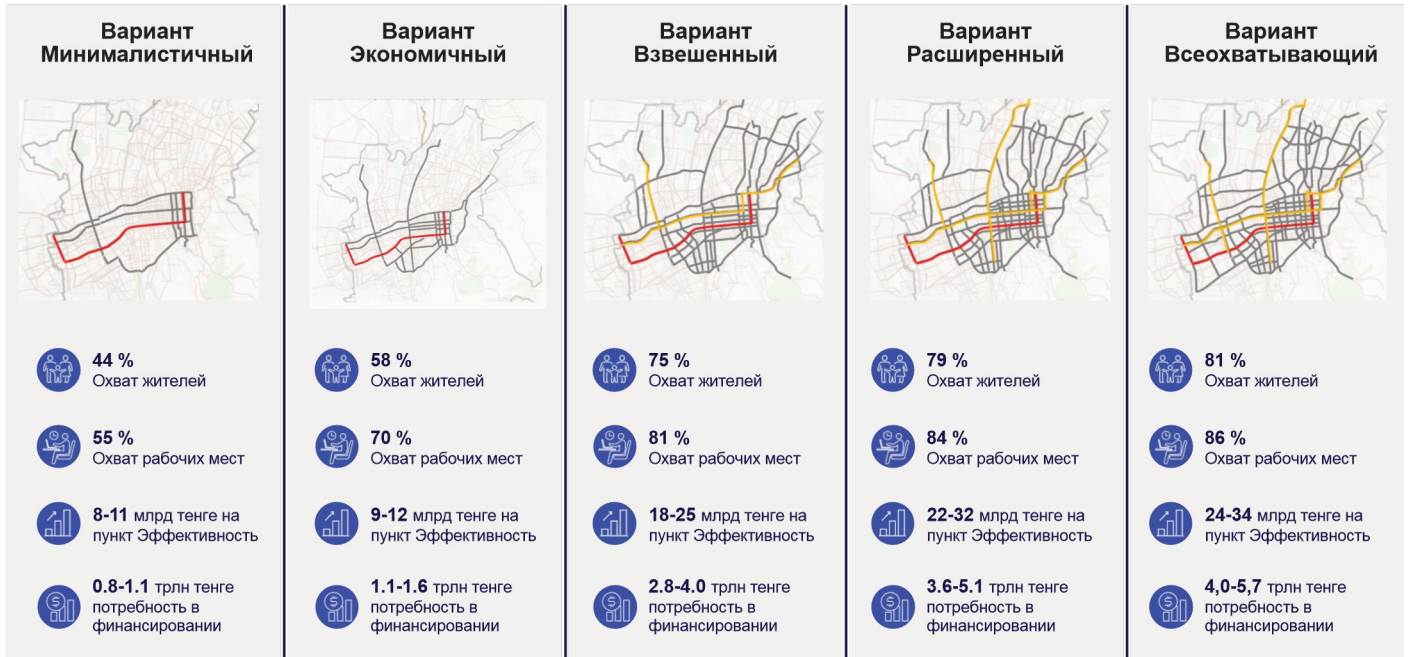 Вариант
Минималистичный
44 %
Охват жителей
55 %
Охват рабочих мест
8-11 млрд тенге на
пункт Эффективность
0.8-1.1 трлн тенге
потребность в
финансировании
Вариант
Экономичный
58 %
Охват жителей
70 %
Охват рабочих мест
9-12 млрд тенге на
пункт Эффективность
1.1-1.6 трлн тенге
потребность в
финансировании
Вариант
Взвешенный
75 %
Охват жителей
81 %
Охват рабочих мест
18-25 млрд тенге на
пункт Эффективность
2.8-4.0 трлн тенге
потребность в
финансировании
Вариант
Расширенный
79 %
Охват жителей
84 %
Охват рабочих мест
22-32 млрд тенге на
пункт Эффективность
3.6-5.1 трлн тенге
потребность в
финансировании
Вариант
Всеохватывающий
81 %
Охват жителей
86 %
Охват рабочих мест
24-34 млрд тенге на
пункт Эффективность
4,0-5,7 трлн тенге
потребность в
финансировании